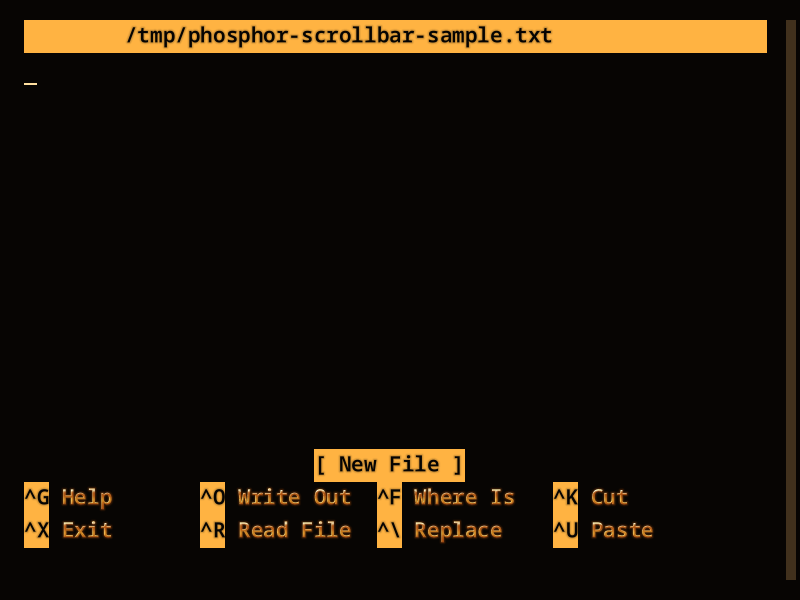 /tmp/phosphor-scrollbar-sample.txt
[ New File ]
^G Help ^O Write Out ^F Where Is ^K Cut
^X Exit ^R Read File ^\ Replace ^U Paste